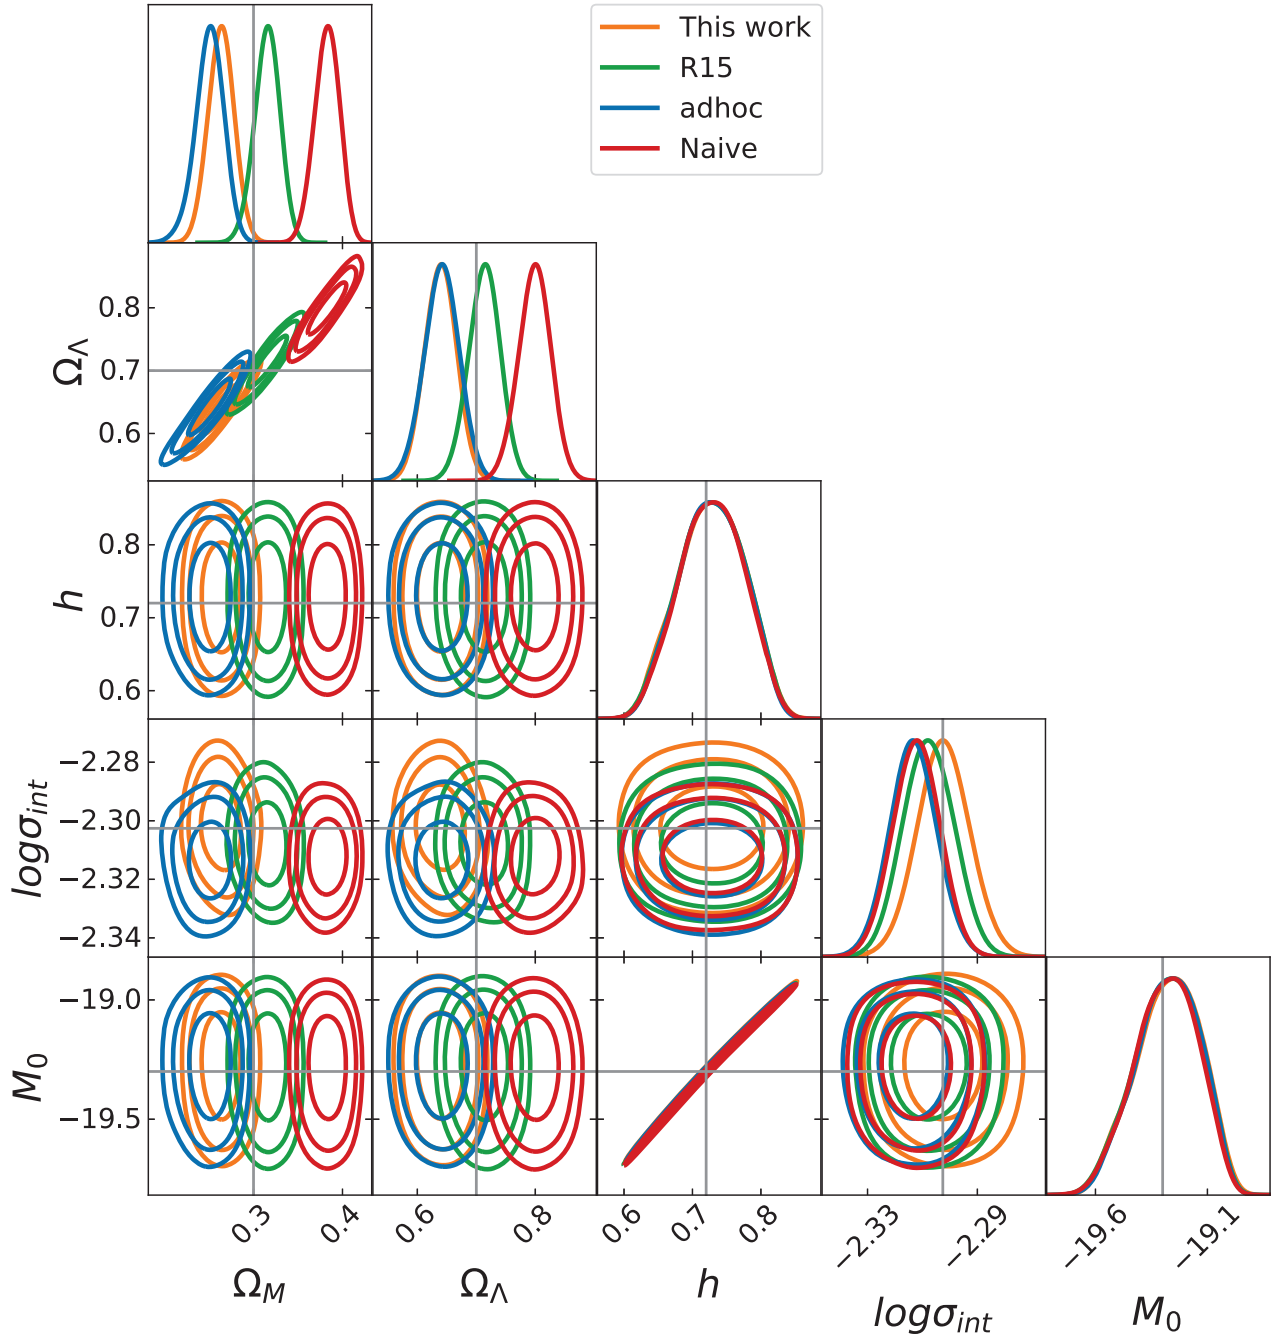 This work
R15
adhoc
Naive
Ω_Λ
0.8
0.7
0.6
h
0.8
0.7
0.6
logσ_int
−2.28
−2.30
−2.32
−2.34
M_0
−19.0
−19.5
0.3 0.4 0.6 0.8 0.6 0.7 0.8 −2.33 −2.29 −19.6 −19.1
Ω_M Ω_Λ h logσ_int M_0